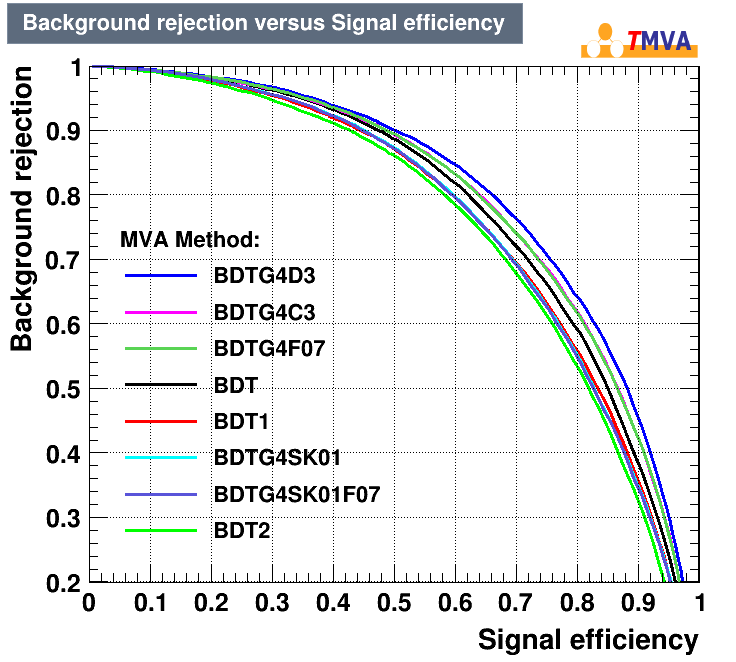 Background rejection versus Signal efficiency
TMVA
Background rejection
1
0.9
0.8
0.7
0.6
0.5
0.4
0.3
0.2
MVA Method:
BDTG4D3
BDTG4C3
BDTG4F07
BDT
BDT1
BDTG4SK01
BDTG4SK01F07
BDT2
0 0.1 0.2 0.3 0.4 0.5 0.6 0.7 0.8 0.9 1
Signal efficiency